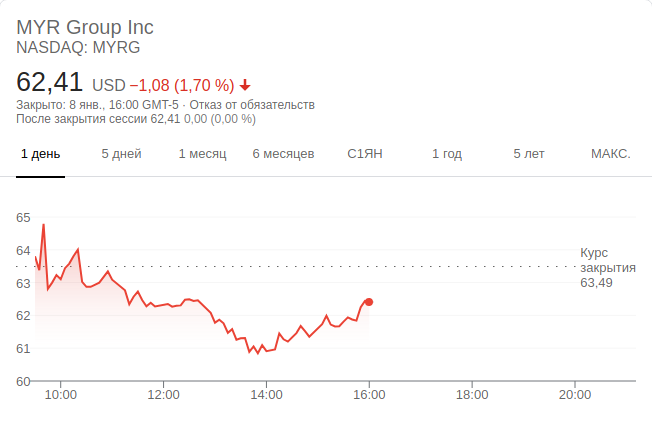 MYR Group Inc
NASDAQ: MYRG
62,41 USD −1,08 (1,70 %)
Закрыто: 8 янв., 16:00 GMT-5 · Отказ от обязательств
После закрытия сессии 62,41 0,00 (0,00 %)
1 день 5 дней 1 месяц 6 месяцев С1ЯН 1 год 5 лет МАКС.
65
64
63
62
61
60
Курс
закрытия
63,49
10:00 12:00 14:00 16:00 18:00 20:00